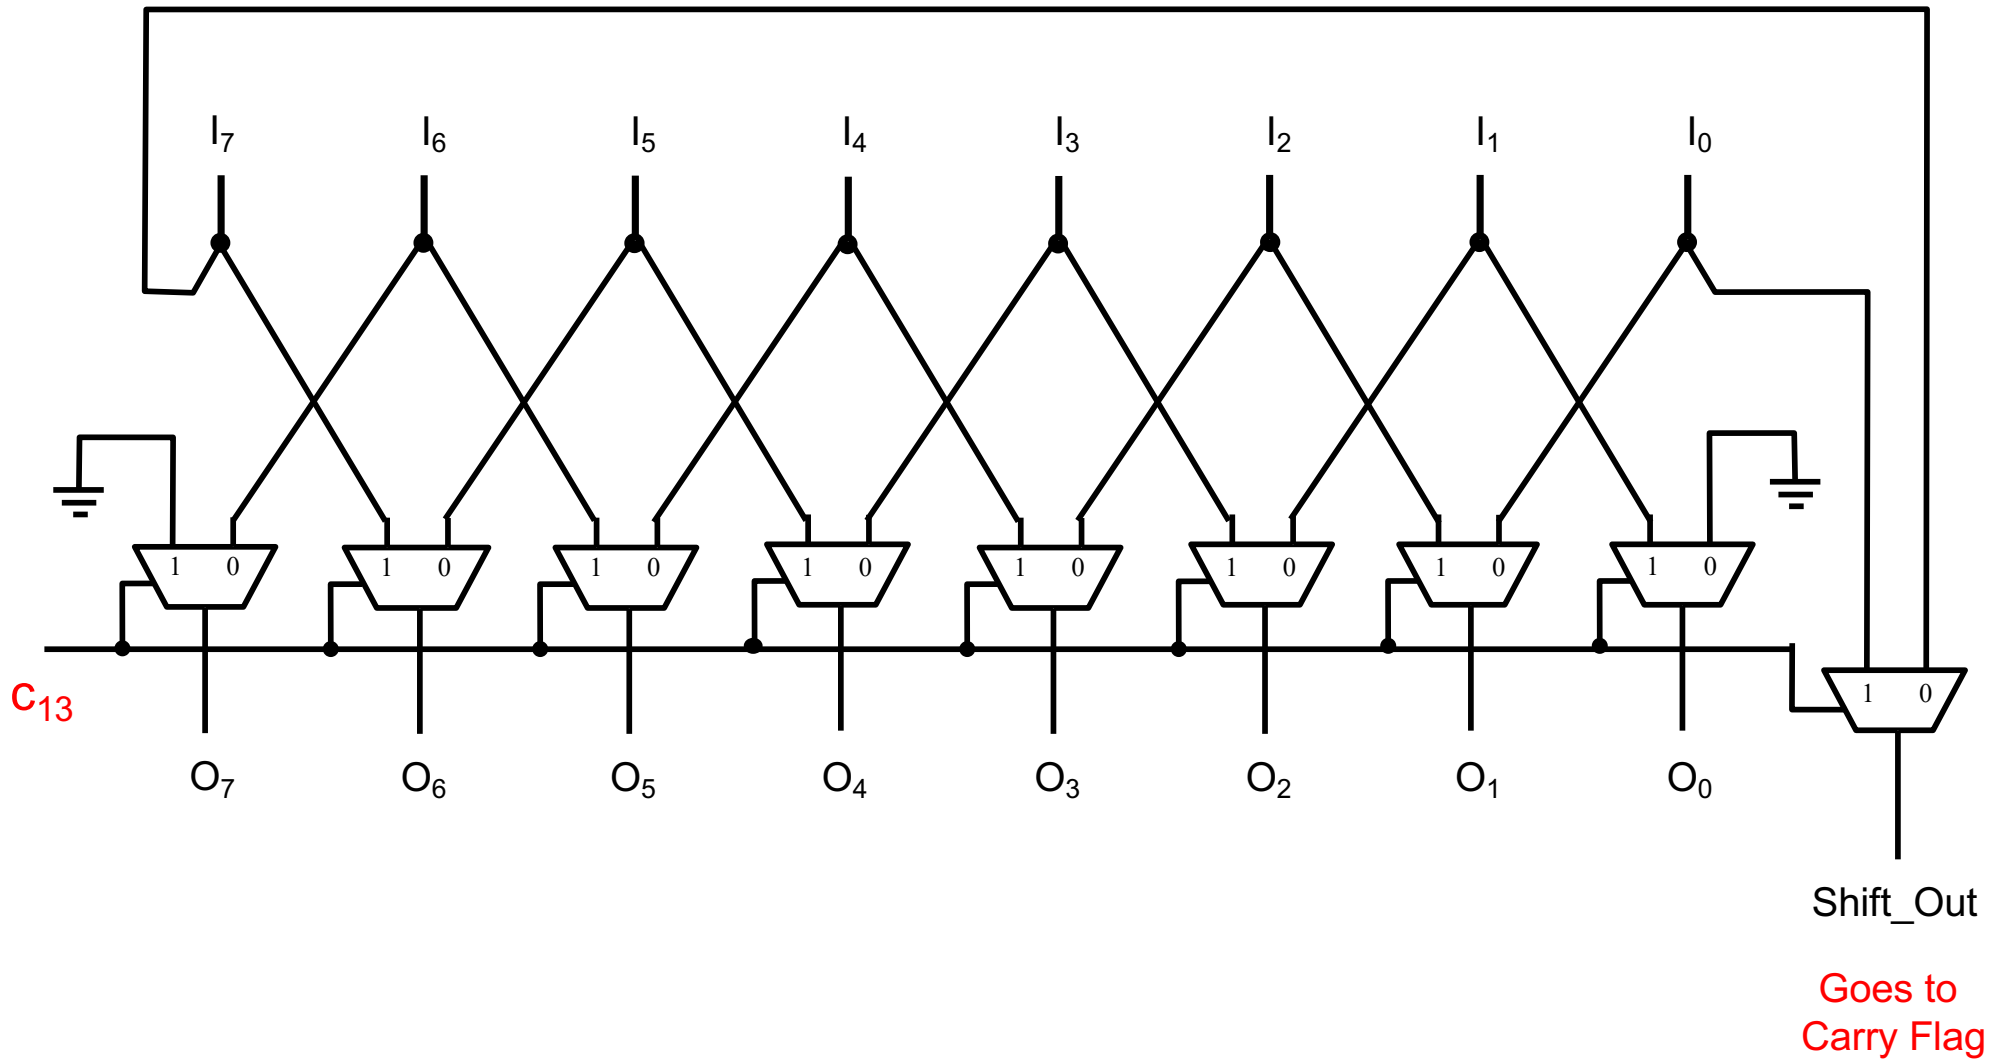 I₇ I₆ I₅ I₄ I₃ I₂ I₁ I₀
1 0 1 0 1 0 1 0 1 0 1 0 1 0 1 0
c₁₃
1 0
O₇ O₆ O₅ O₄ O₃ O₂ O₁ O₀
Shift_Out
Goes to
Carry Flag